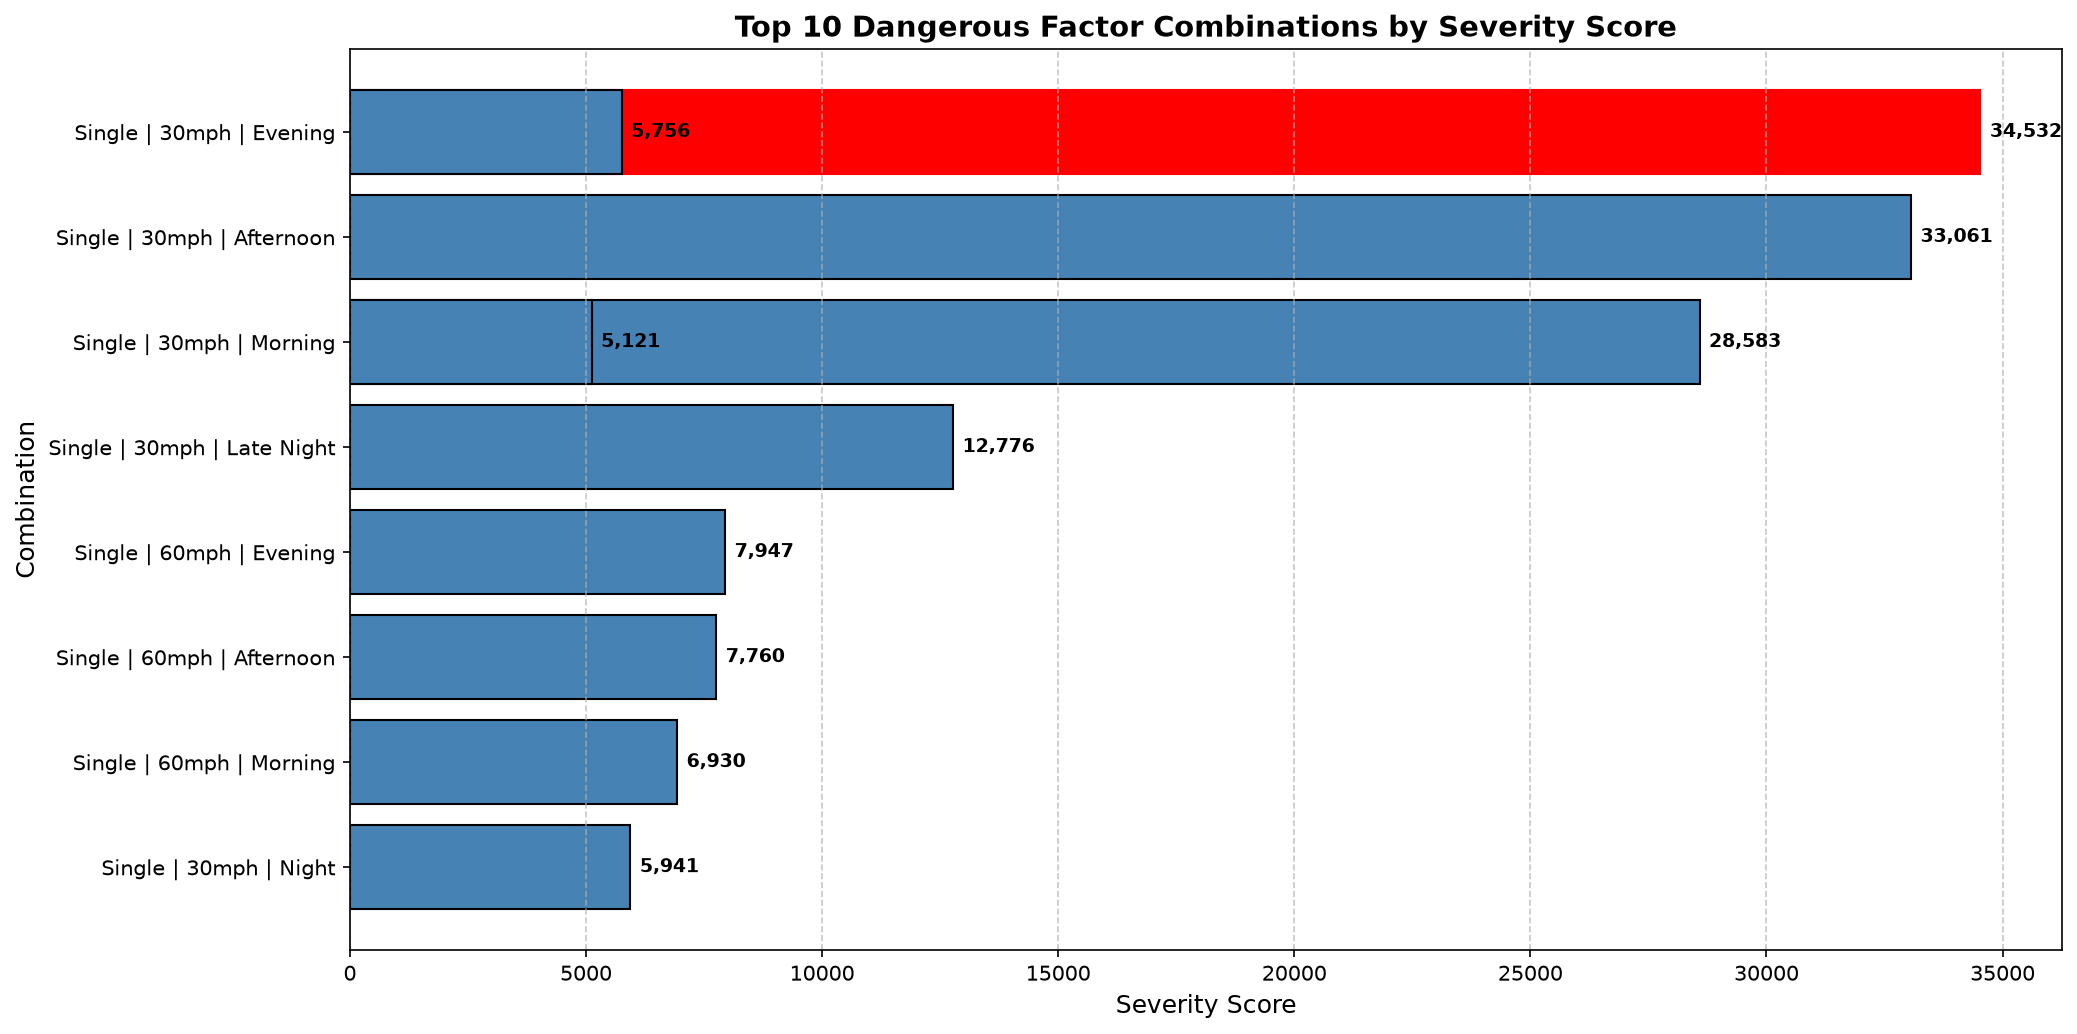 Top 10 Dangerous Factor Combinations by Severity Score
Single | 30mph | Evening
5,756
34,532
Single | 30mph | Afternoon
33,061
Single | 30mph | Morning
5,121
28,583
Single | 30mph | Late Night
12,776
Single | 60mph | Evening
7,947
Single | 60mph | Afternoon
7,760
Single | 60mph | Morning
6,930
Single | 30mph | Night
5,941
Combination
0 5000 10000 15000 20000 25000 30000 35000
Severity Score